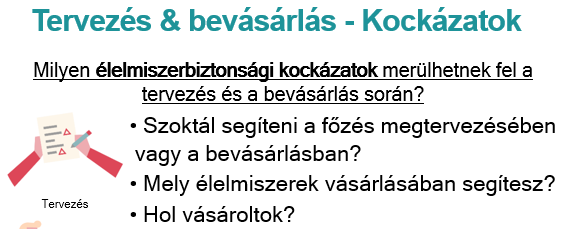 Tervezés & bevásárlás - Kockázatok
Milyen élelmiszerbiztonsági kockázatok merülhetnek fel a
tervezés és a bevásárlás során?
• Szoktál segíteni a főzés megtervezésében
vagy a bevásárlásban?
• Mely élelmiszerek vásárlásában segítesz?
Tervezés
• Hol vásároltok?